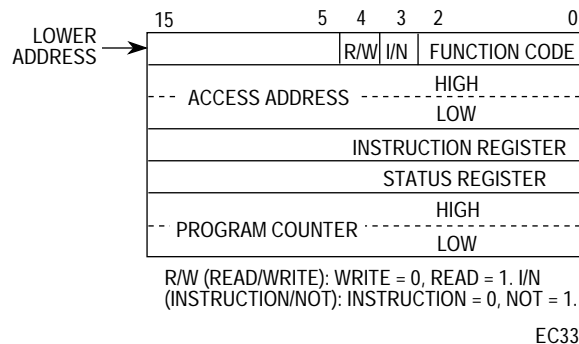 15 5 4 3 2 0
LOWER
ADDRESS
R/W I/N FUNCTION CODE
HIGH
ACCESS ADDRESS
LOW
INSTRUCTION REGISTER
STATUS REGISTER
HIGH
PROGRAM COUNTER
LOW
R/W (READ/WRITE): WRITE = 0, READ = 1. I/N
(INSTRUCTION/NOT): INSTRUCTION = 0, NOT = 1.
EC33